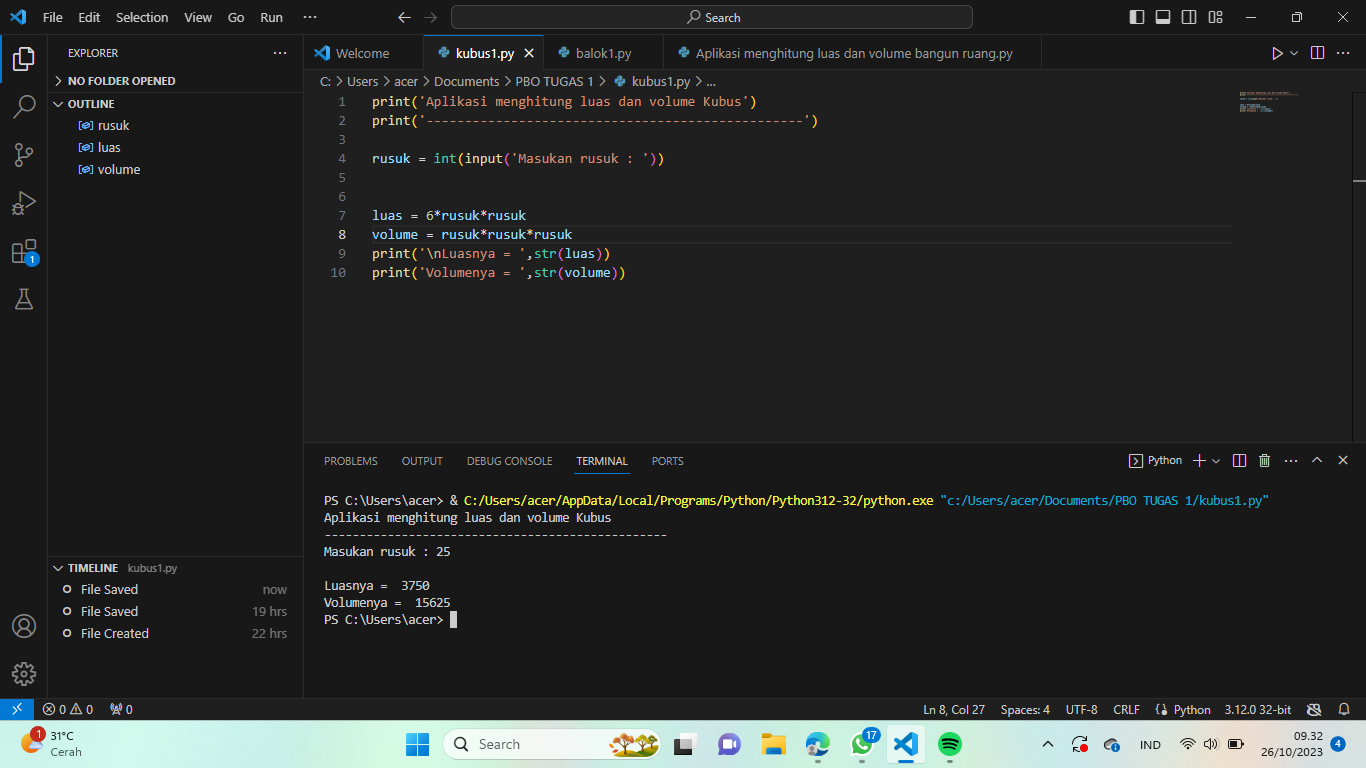 File Edit Selection View Go Run ··· Search
EXPLORER ···
NO FOLDER OPENED
OUTLINE
rusuk
luas
volume
TIMELINE kubus1.py
File Saved now
File Saved 19 hrs
File Created 22 hrs
1
Welcome kubus1.py balok1.py Aplikasi menghitung luas dan volume bangun ruang.py ···
C: > Users > acer > Documents > PBO TUGAS 1 > kubus1.py > ...
1 print('Aplikasi menghitung luas dan volume Kubus')
2 print('-------------------------------------------------')
3
4 rusuk = int(input('Masukan rusuk : '))
5
6
7 luas = 6*rusuk*rusuk
8 volume = rusuk*rusuk*rusuk
9 print('\nLuasnya = ',str(luas))
10 print('Volumenya = ',str(volume))
PROBLEMS OUTPUT DEBUG CONSOLE TERMINAL PORTS Python ···
PS C:\Users\acer> & C:/Users/acer/AppData/Local/Programs/Python/Python312-32/python.exe "c:/Users/acer/Documents/PBO TUGAS 1/kubus1.py"
Aplikasi menghitung luas dan volume Kubus
-------------------------------------------------
Masukan rusuk : 25

Luasnya =  3750
Volumenya =  15625
PS C:\Users\acer>
0 0 0 Ln 8, Col 27 Spaces: 4 UTF-8 CRLF Python 3.12.0 32-bit
1 31°C
Cerah
Search 17 IND
09.32
26/10/2023 4